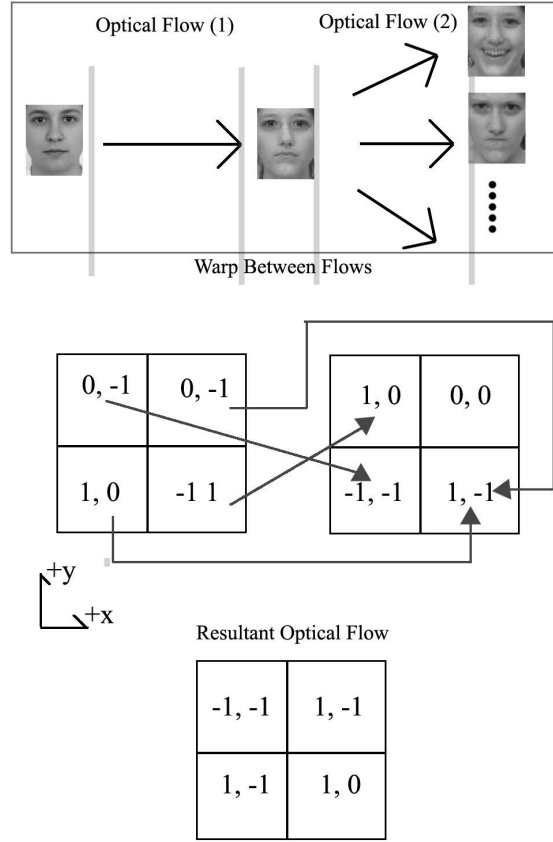 Optical Flow (1)
Optical Flow (2)
Warp Between Flows
0, -1
0, -1
1, 0
0, 0
1, 0
-1 1
-1, -1
1, -1
+y
+x
Resultant Optical Flow
-1, -1
1, -1
1, -1
1, 0